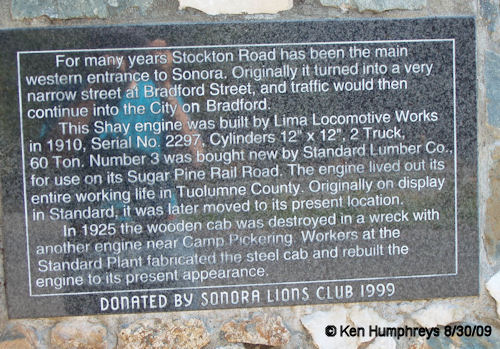 For many years Stockton Road has been the main
western entrance to Sonora. Originally it turned into a very
narrow street at Bradford Street, and traffic would then
continue into the City on Bradford.
This Shay engine was built by Lima Locomotive Works
in 1910, Serial No. 2297, Cylinders 12" x 12", 2 Truck,
60 Ton. Number 3 was bought new by Standard Lumber Co.,
for use on its Sugar Pine Rail Road. The engine lived out its
entire working life in Tuolumne County. Originally on display
in Standard, it was later moved to its present location.
In 1925 the wooden cab was destroyed in a wreck with
another engine near Camp Pickering. Workers at the
Standard Plant fabricated the steel cab and rebuilt the
engine to its present appearance.
DONATED BY SONORA LIONS CLUB 1999
© Ken Humphreys 8/30/09